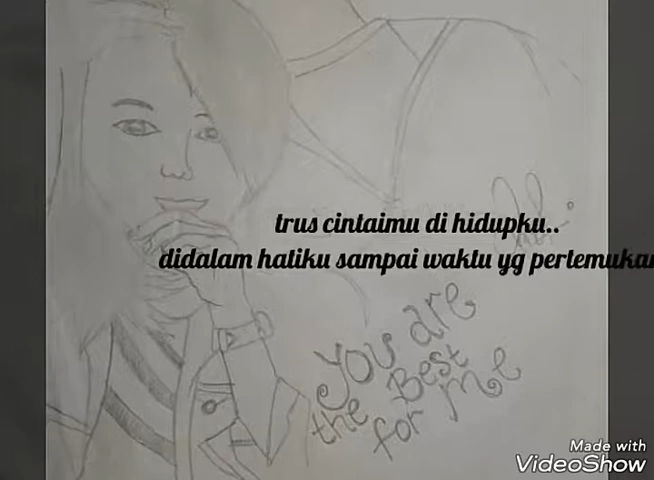 trus cintaimu di hidupku..
didalam hatiku sampai waktu yg pertemukan
You are
the Best
for me
Made with
VideoShow